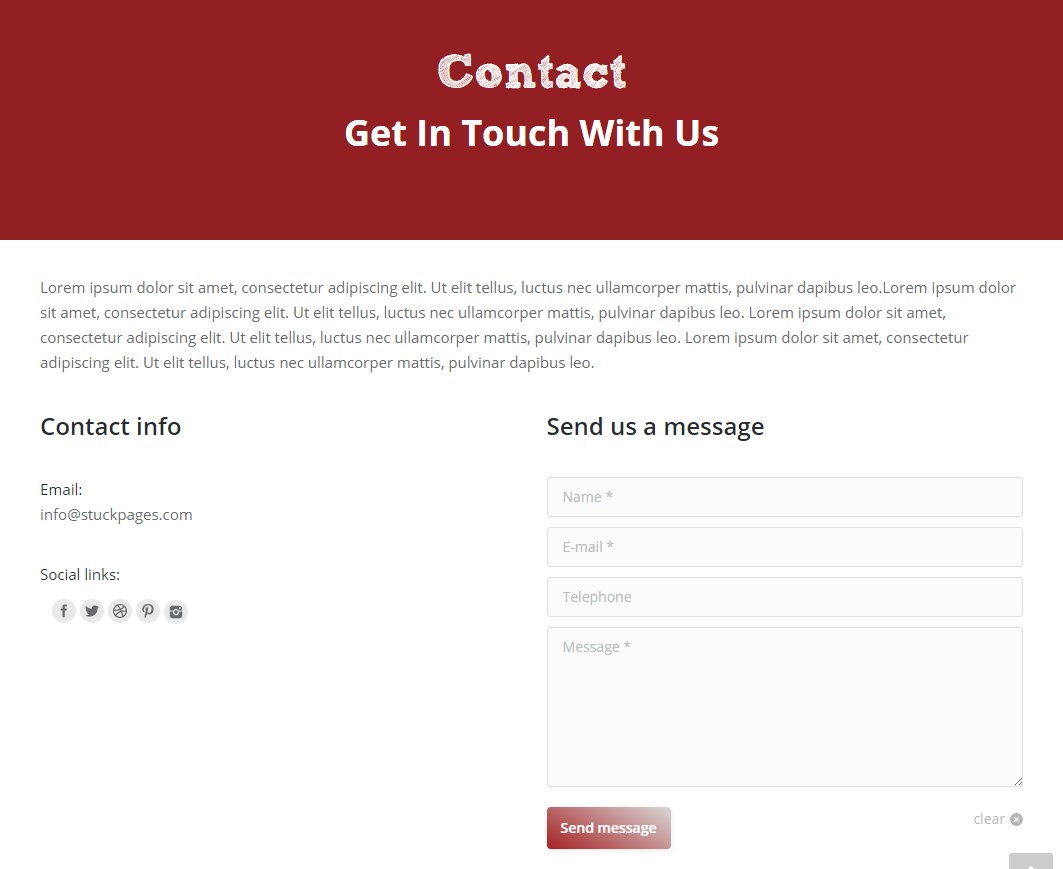 Contact
Get In Touch With Us
Lorem ipsum dolor sit amet, consectetur adipiscing elit. Ut elit tellus, luctus nec ullamcorper mattis, pulvinar dapibus leo.Lorem ipsum dolor
sit amet, consectetur adipiscing elit. Ut elit tellus, luctus nec ullamcorper mattis, pulvinar dapibus leo. Lorem ipsum dolor sit amet,
consectetur adipiscing elit. Ut elit tellus, luctus nec ullamcorper mattis, pulvinar dapibus leo. Lorem ipsum dolor sit amet, consectetur
adipiscing elit. Ut elit tellus, luctus nec ullamcorper mattis, pulvinar dapibus leo.
Contact info
Email:
info@stuckpages.com
Social links:
Send us a message
Name *
E-mail *
Telephone
Message *
Send message
clear